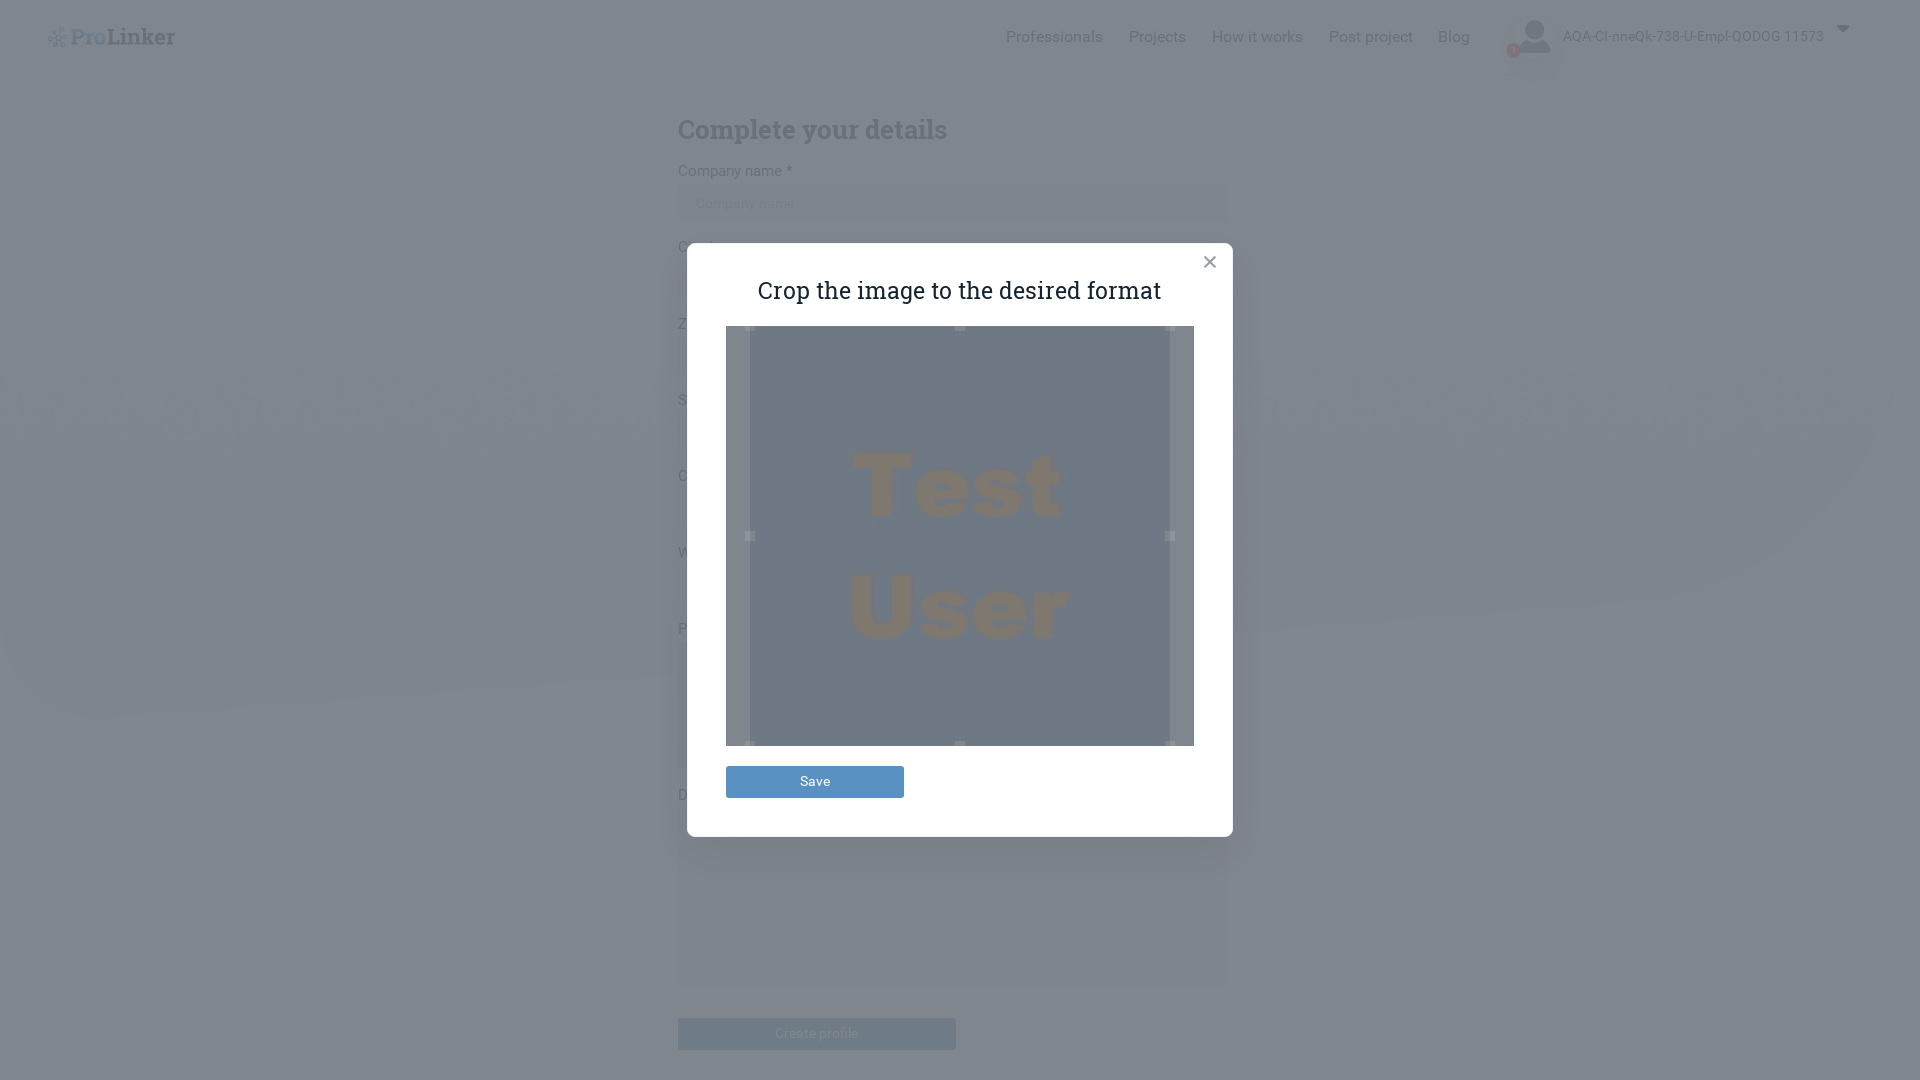 ProLinker
Professionals
Projects
How it works
Post project
Blog
AQA-CI-nneQk-738-U-Empl-QODOG 11573
Complete your details
Company name *
Company name
Crop the image to the desired format
Test
User
Save
Create profile